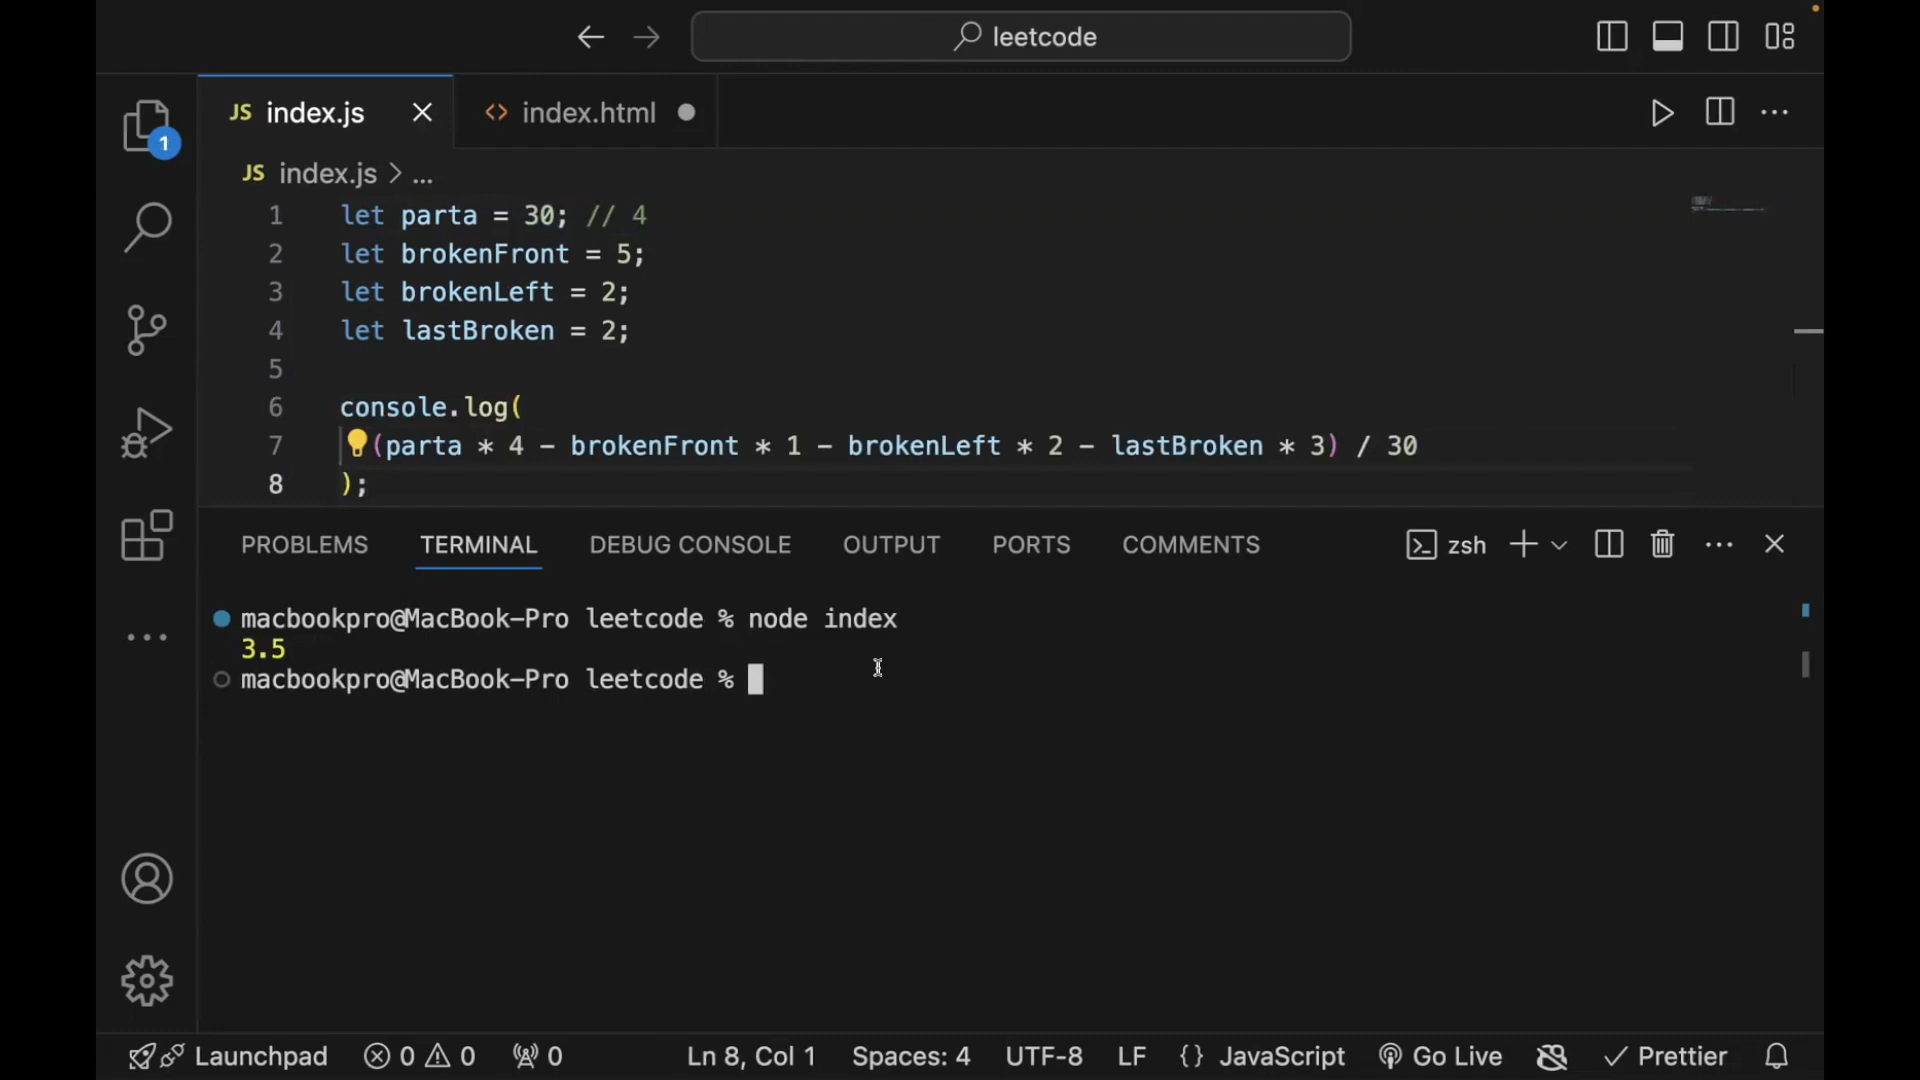 leetcode
JS index.js
<> index.html
1
JS index.js > ...
1 let parta = 30; // 4
2 let brokenFront = 5;
3 let brokenLeft = 2;
4 let lastBroken = 2;
5
6 console.log(
7 (parta * 4 - brokenFront * 1 - brokenLeft * 2 - lastBroken * 3) / 30
8 );
PROBLEMS TERMINAL DEBUG CONSOLE OUTPUT PORTS COMMENTS zsh
macbookpro@MacBook-Pro leetcode % node index
3.5
macbookpro@MacBook-Pro leetcode %
Launchpad 0 0 0 Ln 8, Col 1 Spaces: 4 UTF-8 LF {} JavaScript Go Live Prettier